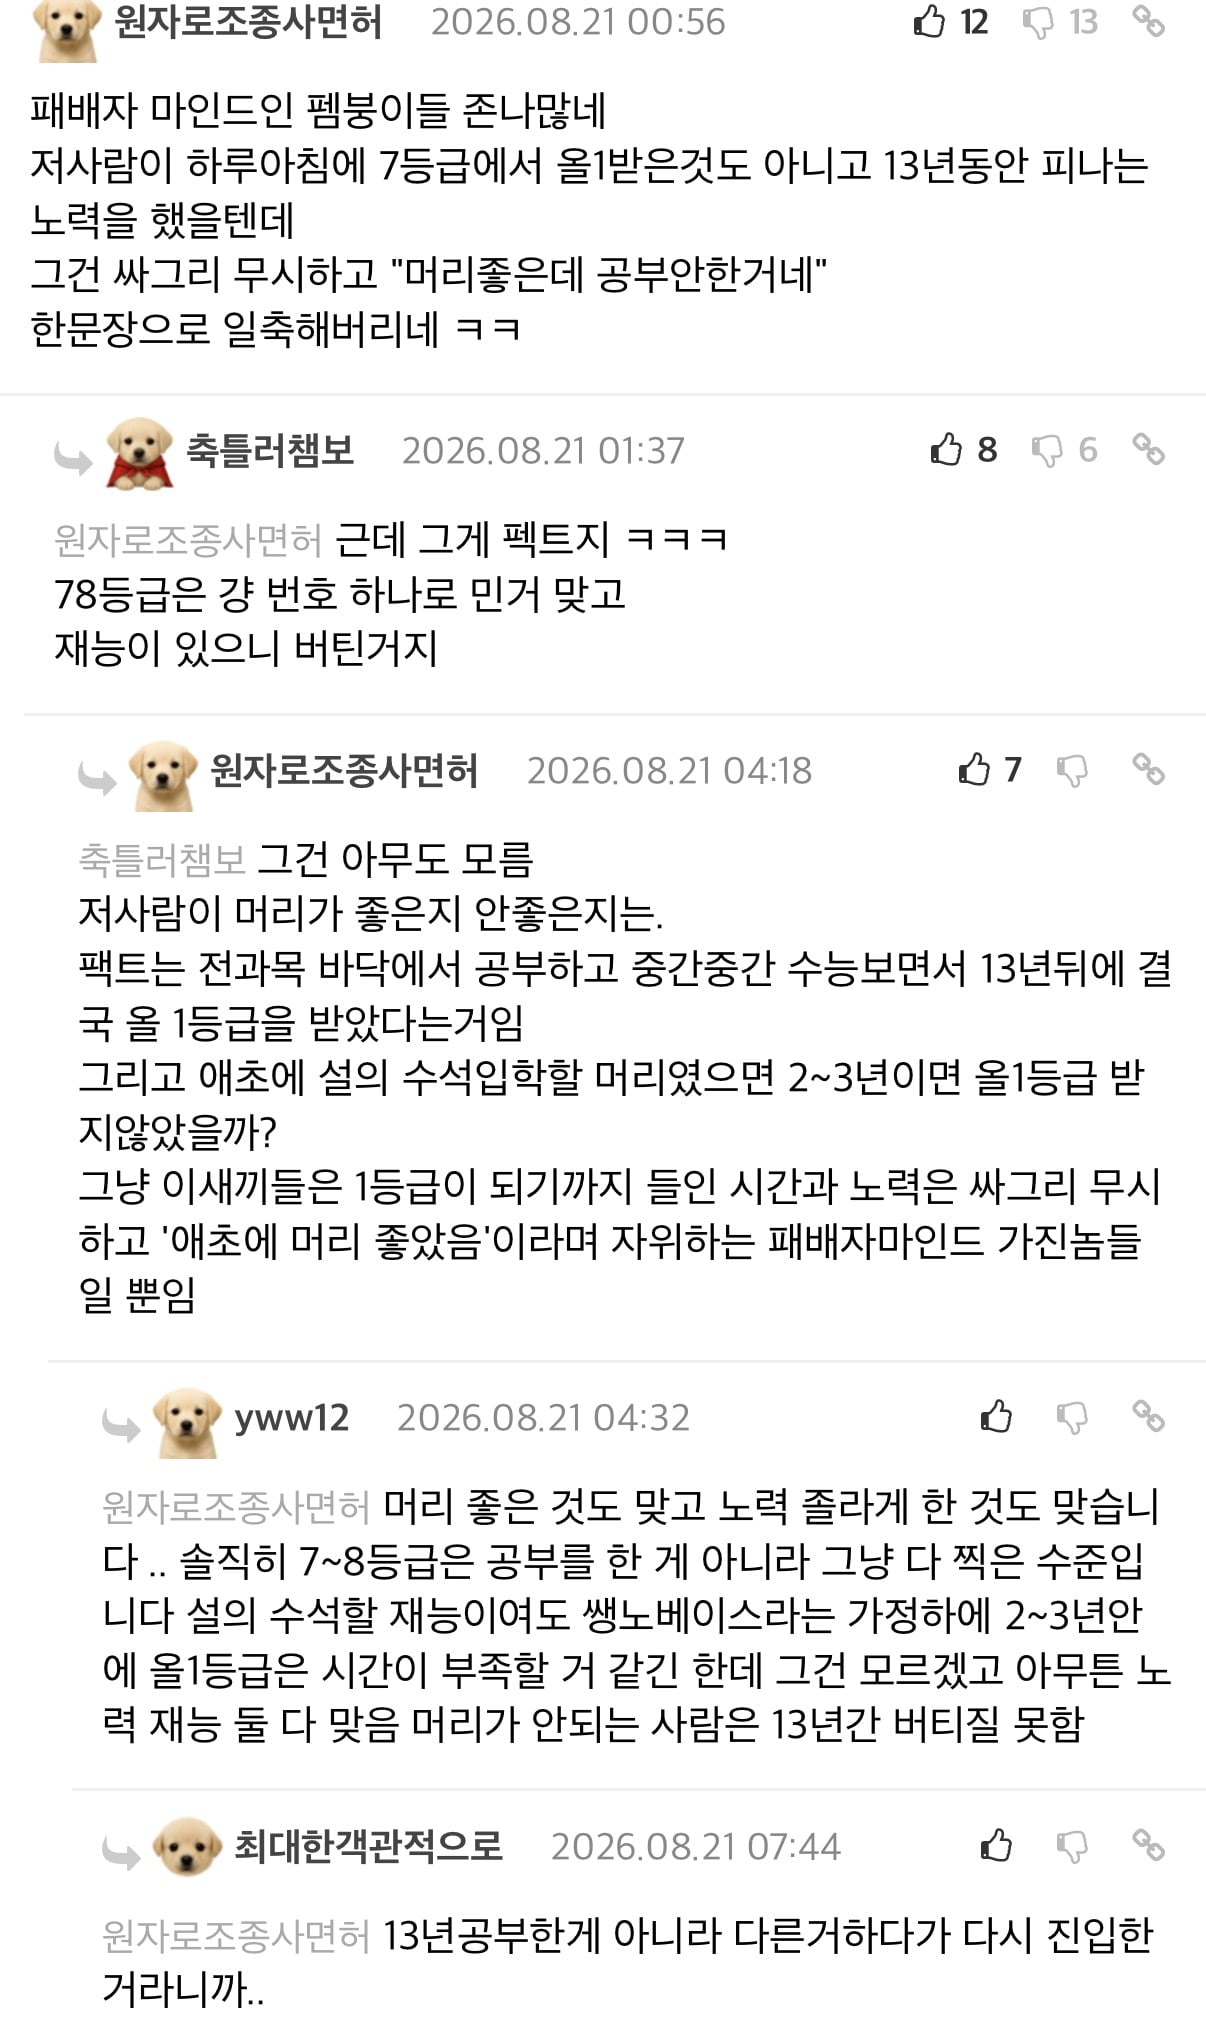 원자로조종사면허 2026.08.21 00:56 12 13
패배자 마인드인 펨붕이들 존나많네
저사람이 하루아침에 7등급에서 올1받은것도 아니고 13년동안 피나는
노력을 했을텐데
그건 싸그리 무시하고 "머리좋은데 공부안한거네"
한문장으로 일축해버리네 ㅋㅋ
축틀러챔보 2026.08.21 01:37 8 6
원자로조종사면허 근데 그게 펙트지 ㅋㅋㅋ
78등급은 걍 번호 하나로 민거 맞고
재능이 있으니 버틴거지
원자로조종사면허 2026.08.21 04:18 7
축틀러챔보 그건 아무도 모름
저사람이 머리가 좋은지 안좋은지는.
팩트는 전과목 바닥에서 공부하고 중간중간 수능보면서 13년뒤에 결
국 올 1등급을 받았다는거임
그리고 애초에 설의 수석입학할 머리였으면 2~3년이면 올1등급 받
지않았을까?
그냥 이새끼들은 1등급이 되기까지 들인 시간과 노력은 싸그리 무시
하고 '애초에 머리 좋았음'이라며 자위하는 패배자마인드 가진놈들
일 뿐임
yww12 2026.08.21 04:32
원자로조종사면허 머리 좋은 것도 맞고 노력 졸라게 한 것도 맞습니
다 .. 솔직히 7~8등급은 공부를 한 게 아니라 그냥 다 찍은 수준입
니다 설의 수석할 재능이여도 쌩노베이스라는 가정하에 2~3년안
에 올1등급은 시간이 부족할 거 같긴 한데 그건 모르겠고 아무튼 노
력 재능 둘 다 맞음 머리가 안되는 사람은 13년간 버티질 못함
최대한객관적으로 2026.08.21 07:44
원자로조종사면허 13년공부한게 아니라 다른거하다가 다시 진입한
거라니까..